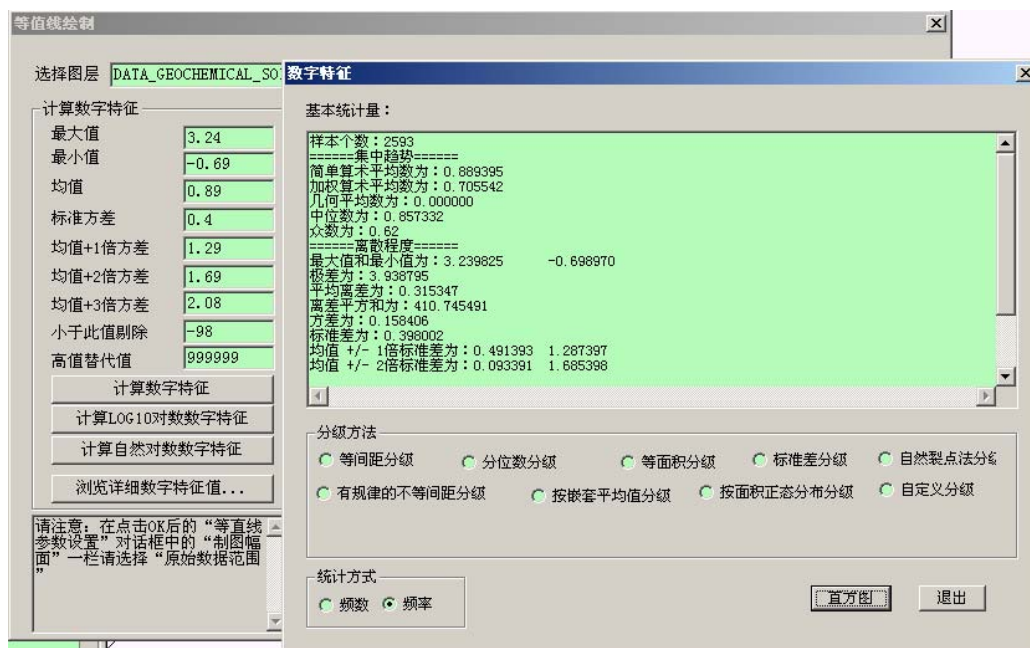 等值线绘制
选择图层 DATA_GEOCHEMICAL_SO
计算数字特征
最大值 3.24
最小值 -0.69
均值 0.89
标准方差 0.4
均值+1倍方差 1.29
均值+2倍方差 1.69
均值+3倍方差 2.08
小于此值剔除 -98
高值替代值 999999
计算数字特征
计算LOG10对数数字特征
计算自然对数数字特征
浏览详细数字特征值...
请注意：在点击OK后的“等直线
参数设置”对话框中的“制图幅
面”一栏请选择“原始数据范围
”
数字特征
基本统计量：
样本个数：2593
======集中趋势======
简单算术平均数为：0.889395
加权算术平均数为：0.705542
几何平均数为：0.000000
中位数为：0.857332
众数为：0.62
======离散程度======
最大值和最小值为：3.239825 -0.698970
极差为：3.938795
平均离差为：0.315347
离差平方和为：410.745491
方差为：0.158406
标准差为：0.398002
均值 +/- 1倍标准差为：0.491393 1.287397
均值 +/- 2倍标准差为：0.093391 1.685398
分级方法
等间距分级 分位数分级 等面积分级 标准差分级 自然裂点法分级
有规律的不等间距分级 按嵌套平均值分级 按面积正态分布分级 自定义分级
统计方式
频数 频率
直方图 退出